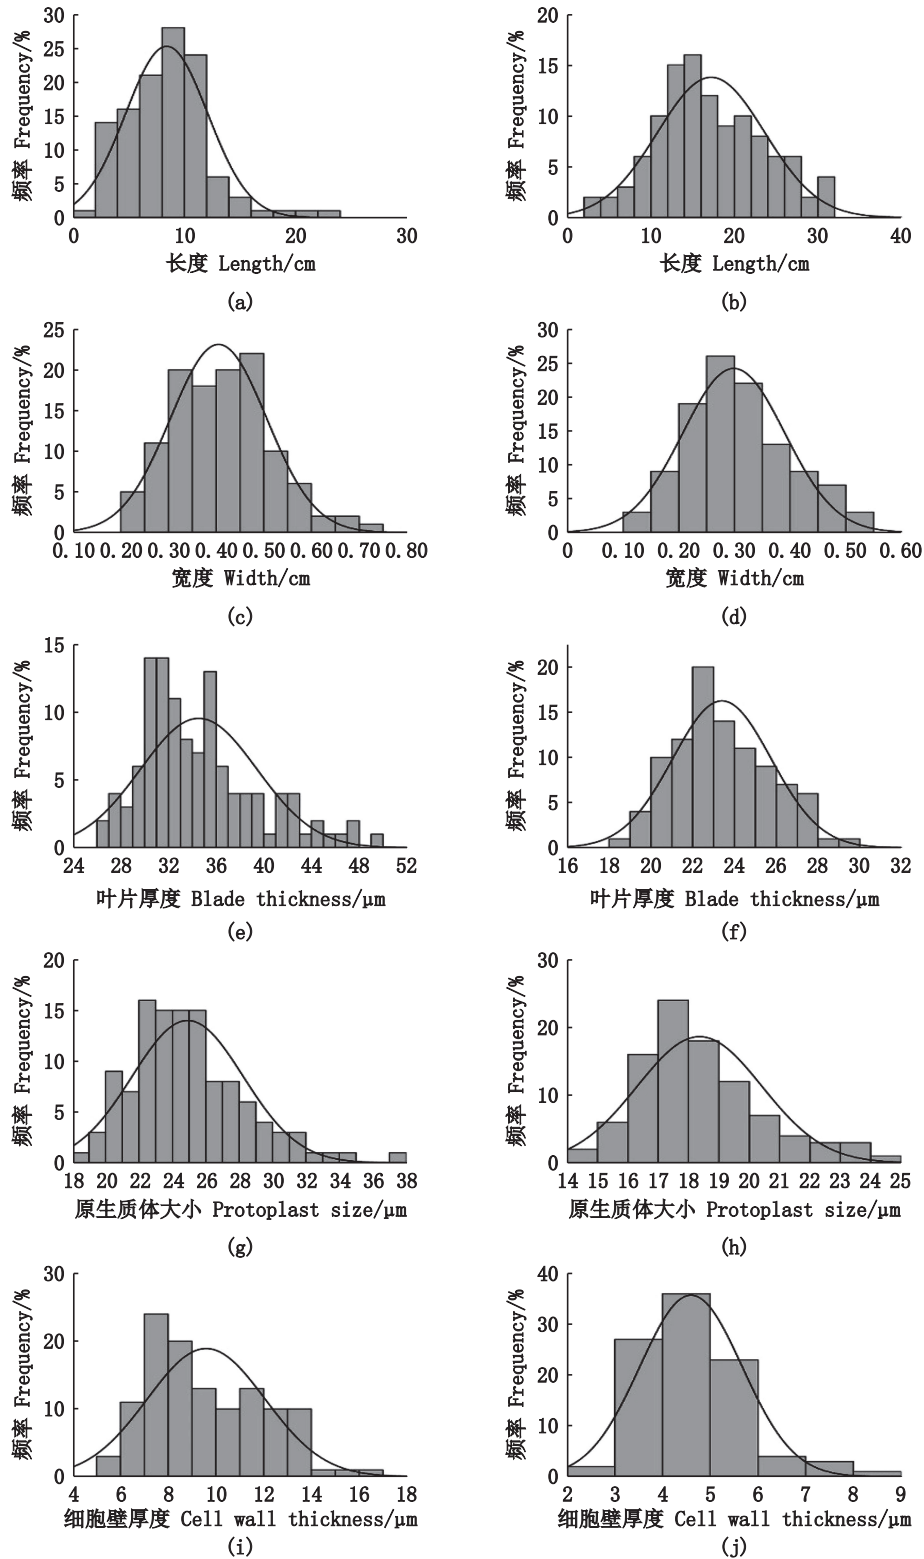 频率 Frequency/%
30
25
20
15
10
5
0
0 10 20 30
长度 Length/cm
(a)
频率 Frequency/%
20
15
10
5
0
0 10 20 30 40
长度 Length/cm
(b)
频率 Frequency/%
25
20
15
10
5
0
0.10 0.20 0.30 0.40 0.50 0.60 0.70 0.80
宽度 Width/cm
(c)
频率 Frequency/%
30
25
20
15
10
5
0
0 0.10 0.20 0.30 0.40 0.50 0.60
宽度 Width/cm
(d)
频率 Frequency/%
15
10
5
0
24 28 32 36 40 44 48 52
叶片厚度 Blade thickness/μm
(e)
频率 Frequency/%
20
15
10
5
0
16 18 20 22 24 26 28 30 32
叶片厚度 Blade thickness/μm
(f)
频率 Frequency/%
20
15
10
5
0
18 20 22 24 26 28 30 32 34 36 38
原生质体大小 Protoplast size/μm
(g)
频率 Frequency/%
30
20
10
0
14 15 16 17 18 19 20 21 22 23 24 25
原生质体大小 Protoplast size/μm
(h)
频率 Frequency/%
30
20
10
0
4 6 8 10 12 14 16 18
细胞壁厚度 Cell wall thickness/μm
(i)
频率 Frequency/%
40
30
20
10
0
2 3 4 5 6 7 8 9
细胞壁厚度 Cell wall thickness/μm
(j)